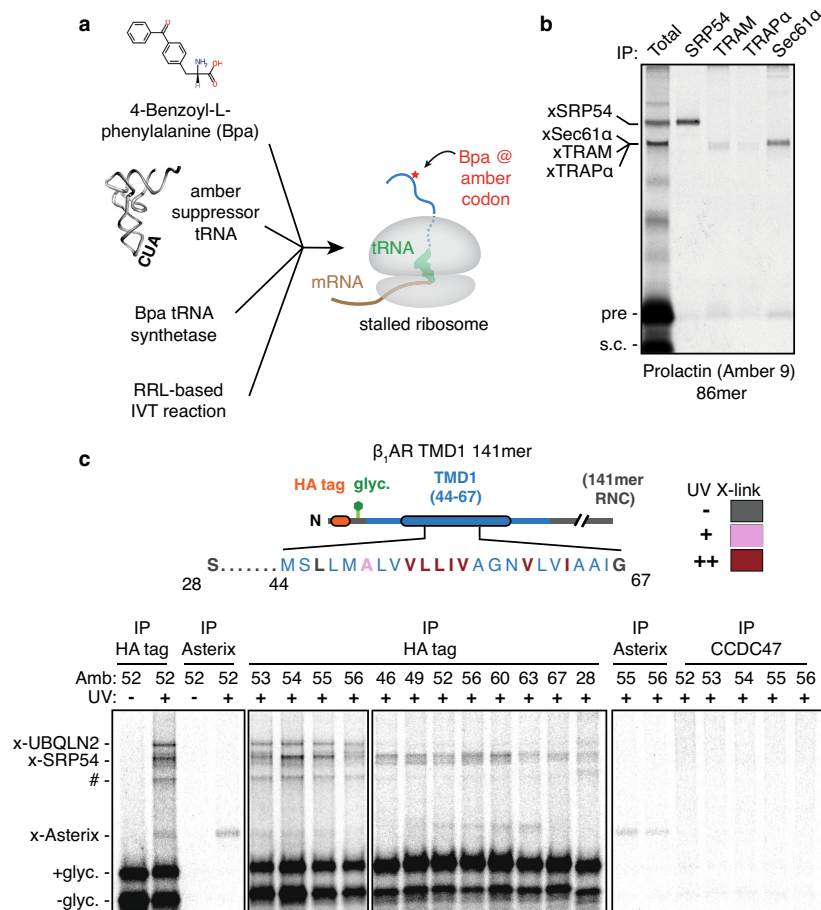 a
O
NH2
OH
O
H
4-Benzoyl-L-
phenylalanine (Bpa)
CUA
amber
suppressor
tRNA
Bpa tRNA
synthetase
RRL-based
IVT reaction
Bpa @
amber
codon
tRNA
mRNA
stalled ribosome
b
IP: Total SRP54 TRAM TRAPα Sec61α
xSRP54
xSec61α
xTRAM
xTRAPα
pre -
s.c. -
Prolactin (Amber 9)
86mer
c
β1AR TMD1 141mer
HA tag glyc. TMD1 (44-67) (141mer RNC)
N
UV X-link
-
+
++
S.......MSLLMALVVLLIVAGNVLVIAAIG
28 44 67
IP HA tag
IP Asterix
IP HA tag
IP Asterix
IP CCDC47
Amb: 52 52 52 52 53 54 55 56 46 49 52 56 60 63 67 28 55 56 52 53 54 55 56
UV: - + - + + + + + + + + + + + + + + + + + + + +
x-UBQLN2 -
x-SRP54 -
# -
x-Asterix -
+glyc. -
-glyc. -